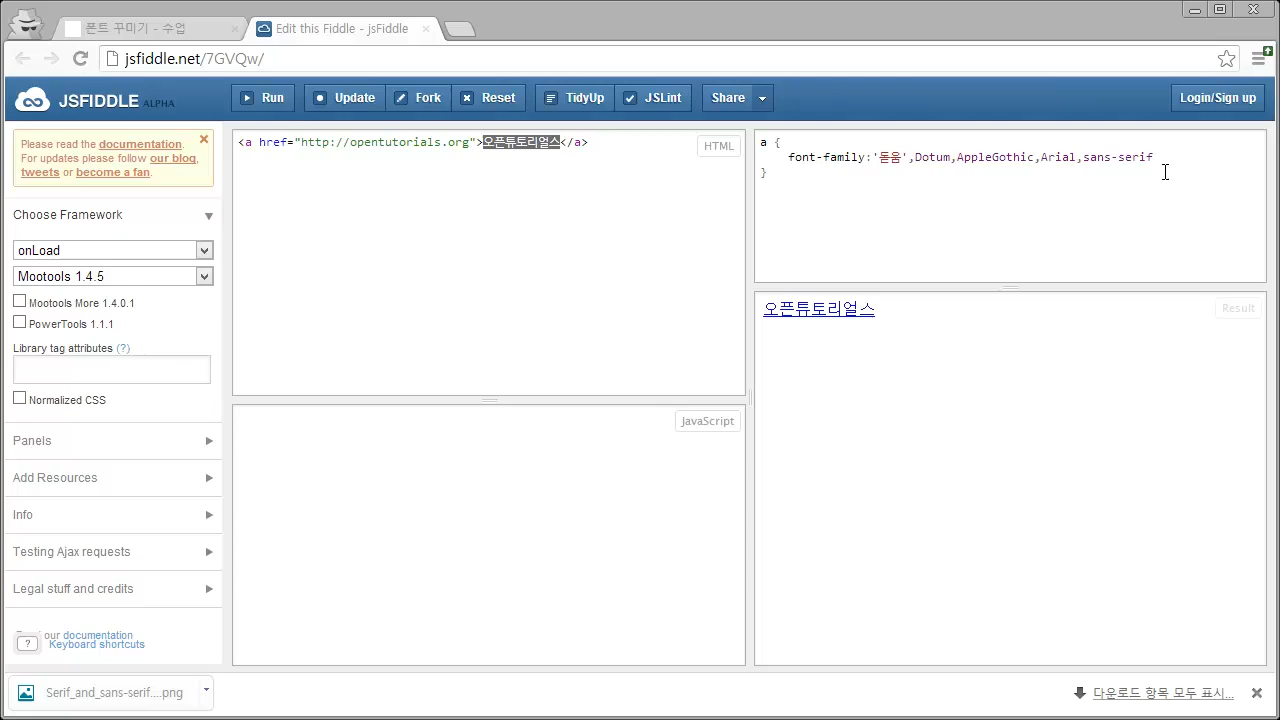 폰트 꾸미기 - 수업
Edit this Fiddle - jsFiddle
jsfiddle.net/7GVQw/
JSFIDDLE ALPHA
Run
Update
Fork
Reset
TidyUp
JSLint
Share
Login/Sign up
Please read the documentation.
For updates please follow our blog,
tweets or become a fan.
Choose Framework
onLoad
Mootools 1.4.5
Mootools More 1.4.0.1
PowerTools 1.1.1
Library tag attributes (?)
Normalized CSS
Panels
Add Resources
Info
Testing Ajax requests
Legal stuff and credits
our documentation
? Keyboard shortcuts
<a href="http://opentutorials.org">오픈튜토리얼스</a>
HTML
JavaScript
a {
font-family:'돋움',Dotum,AppleGothic,Arial,sans-serif
}
오픈튜토리얼스
Result
Serif_and_sans-serif....png
다운로드 항목 모두 표시...